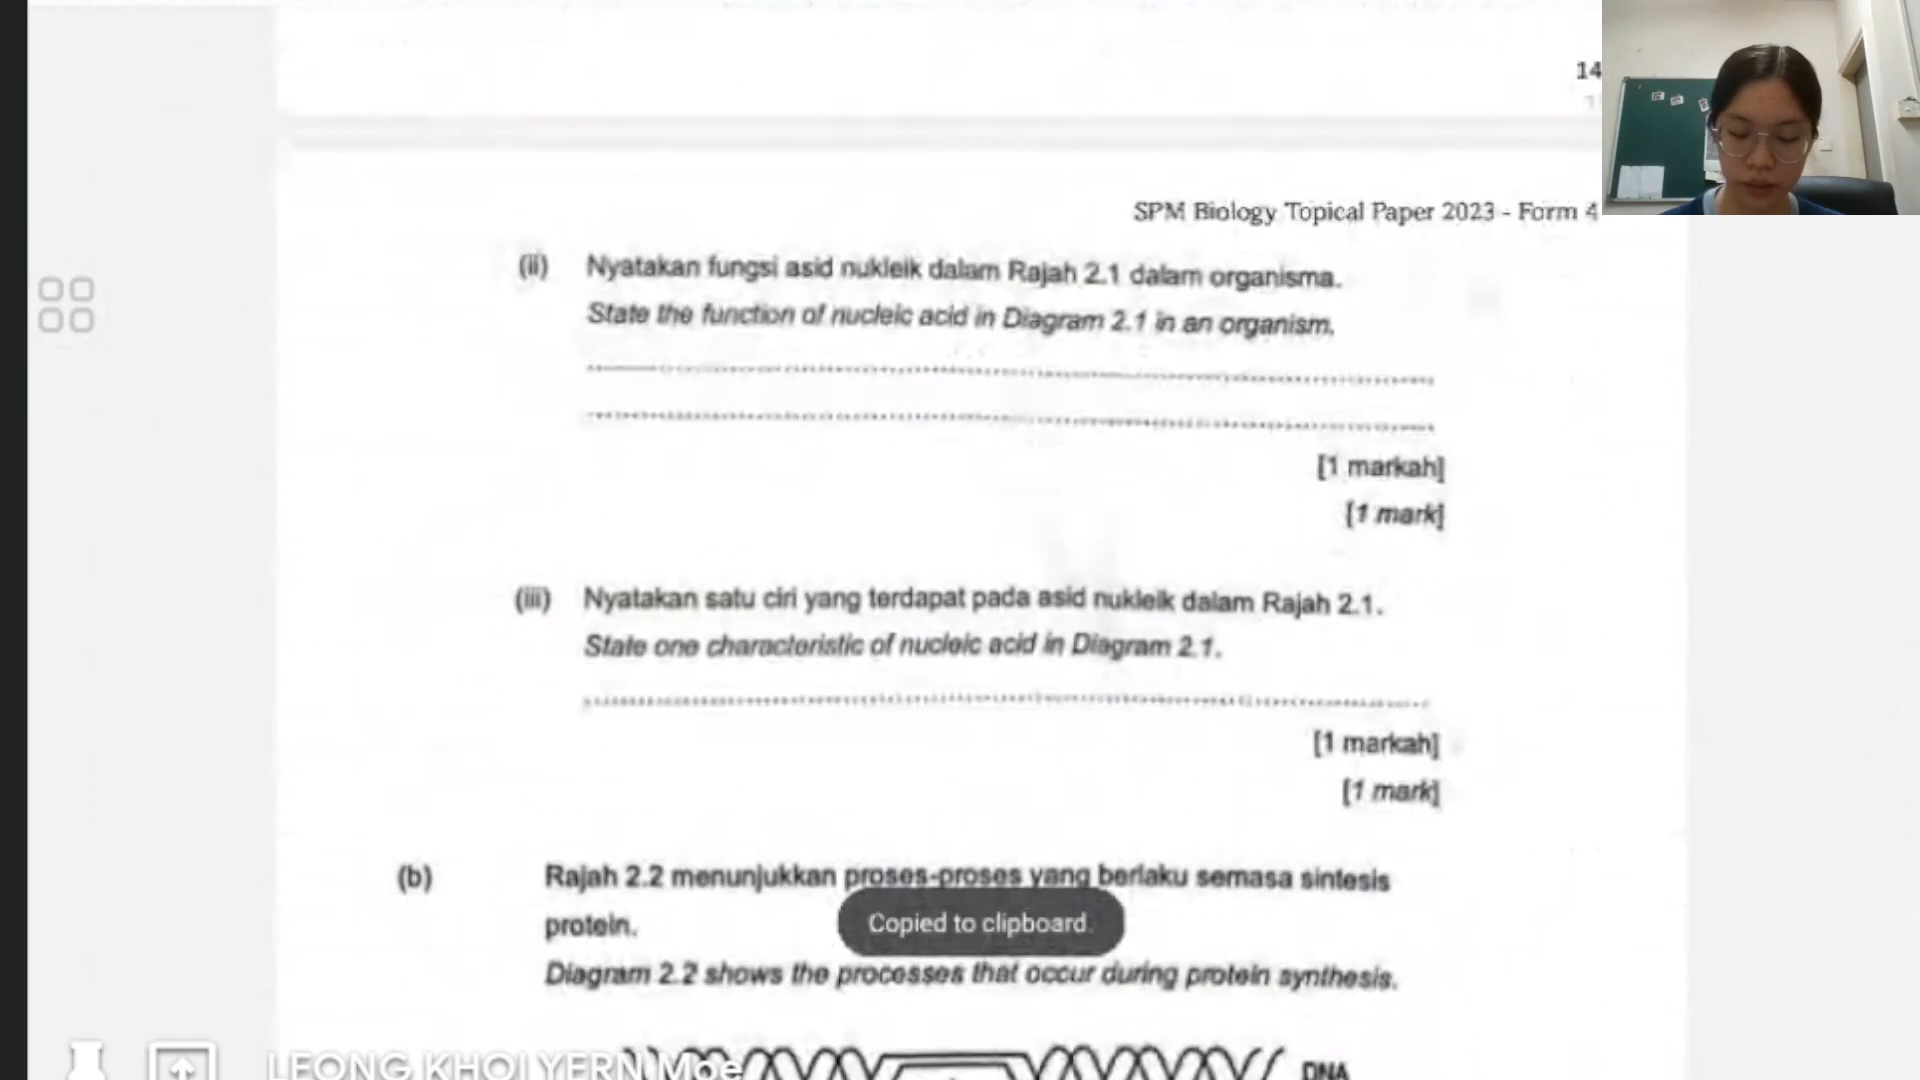 14
SPM Biology Topical Paper 2023 - Form 4
(ii) Nyatakan fungsi asid nukleik dalam Rajah 2.1 dalam organisma.
State the function of nucleic acid in Diagram 2.1 in an organism.
[1 markah]
[1 mark]
(iii) Nyatakan satu ciri yang terdapat pada asid nukleik dalam Rajah 2.1.
State one characteristic of nucleic acid in Diagram 2.1.
[1 markah]
[1 mark]
(b) Rajah 2.2 menunjukkan proses-proses yang berlaku semasa sintesis
protein.
Copied to clipboard.
Diagram 2.2 shows the processes that occur during protein synthesis.
LEONG KHOI YERN Moe
DNA